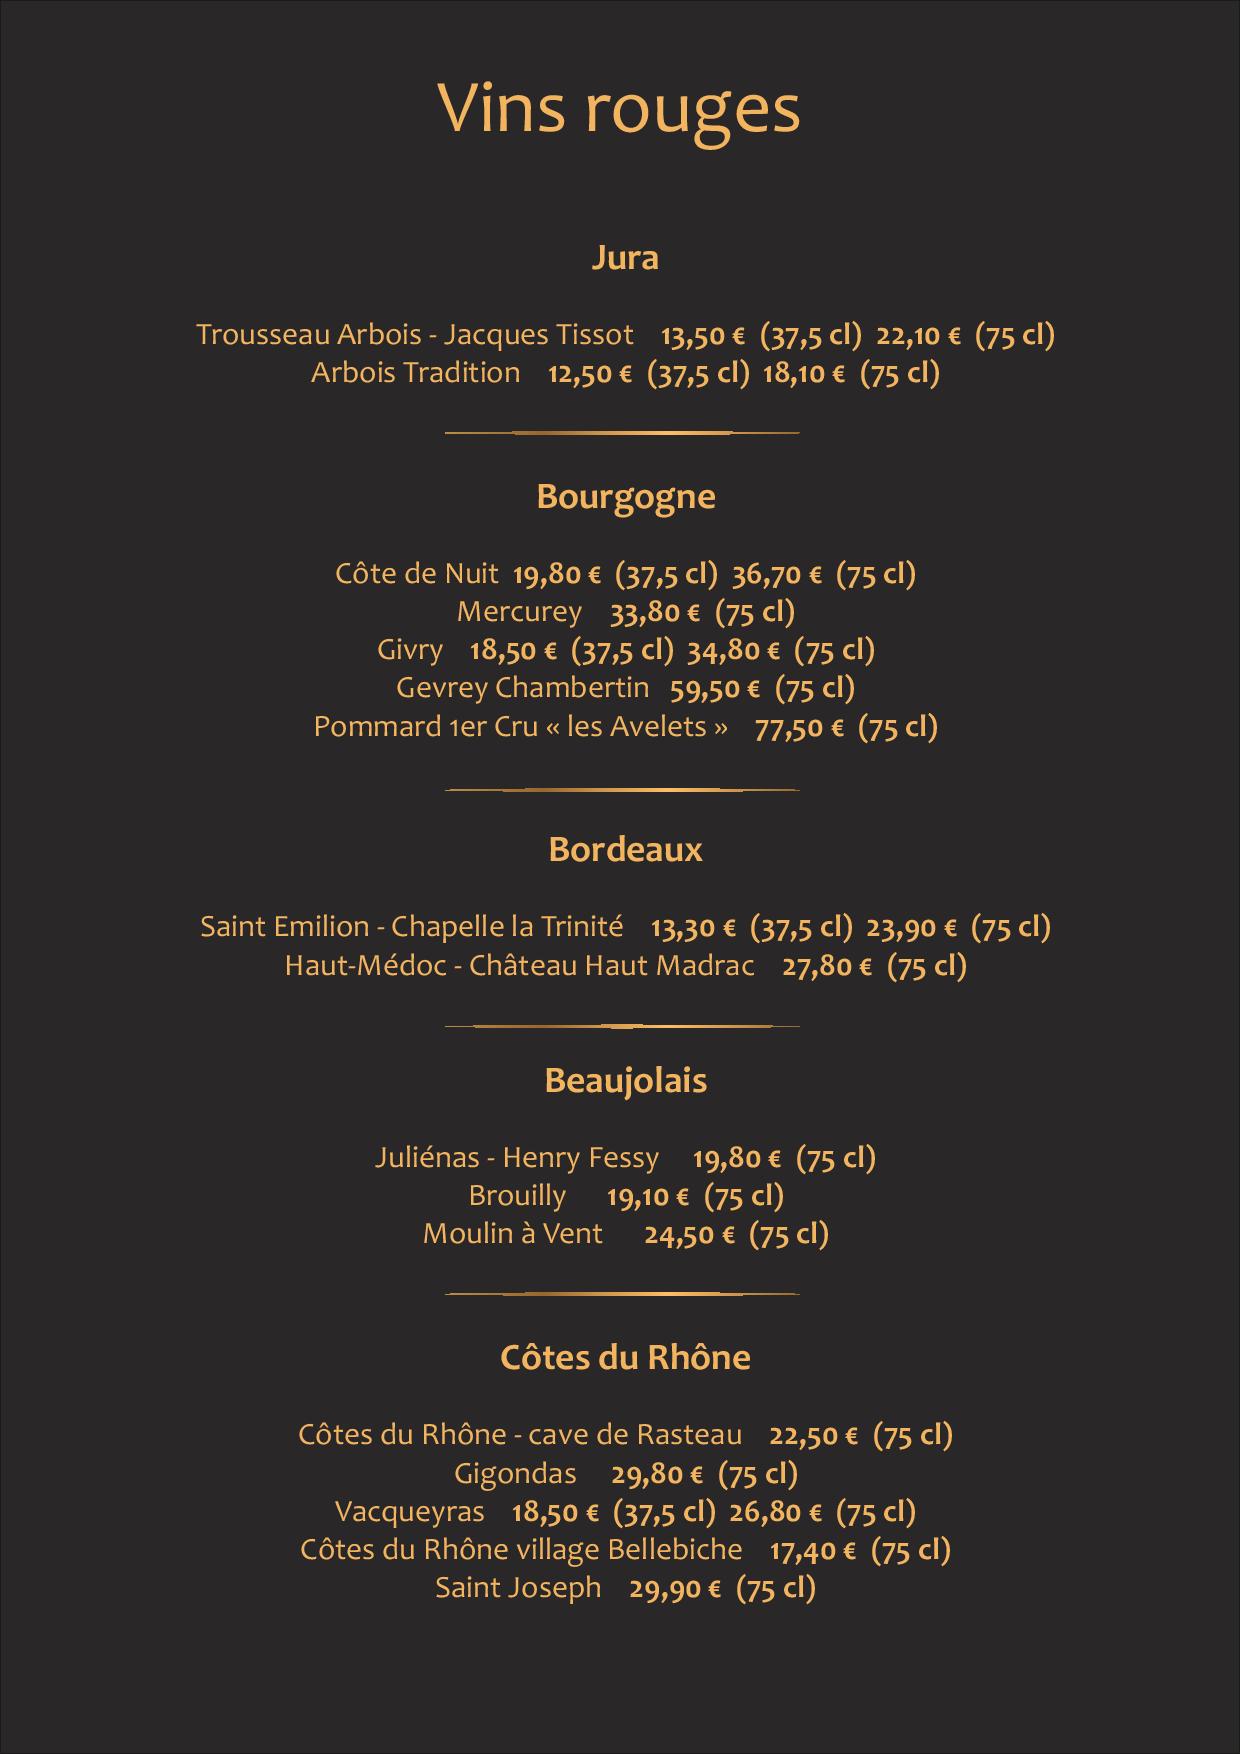 Vins rouges
Jura
Trousseau Arbois - Jacques Tissot 13,50 € (37,5 cl) 22,10 € (75 cl)
Arbois Tradition 12,50 € (37,5 cl) 18,10 € (75 cl)
Bourgogne
Côte de Nuit 19,80 € (37,5 cl) 36,70 € (75 cl)
Mercurey 33,80 € (75 cl)
Givry 18,50 € (37,5 cl) 34,80 € (75 cl)
Gevrey Chambertin 59,50 € (75 cl)
Pommard 1er Cru « les Avelets » 77,50 € (75 cl)
Bordeaux
Saint Emilion - Chapelle la Trinité 13,30 € (37,5 cl) 23,90 € (75 cl)
Haut-Médoc - Château Haut Madrac 27,80 € (75 cl)
Beaujolais
Juliénas - Henry Fessy 19,80 € (75 cl)
Brouilly 19,10 € (75 cl)
Moulin à Vent 24,50 € (75 cl)
Côtes du Rhône
Côtes du Rhône - cave de Rasteau 22,50 € (75 cl)
Gigondas 29,80 € (75 cl)
Vacqueyras 18,50 € (37,5 cl) 26,80 € (75 cl)
Côtes du Rhône village Bellebiche 17,40 € (75 cl)
Saint Joseph 29,90 € (75 cl)